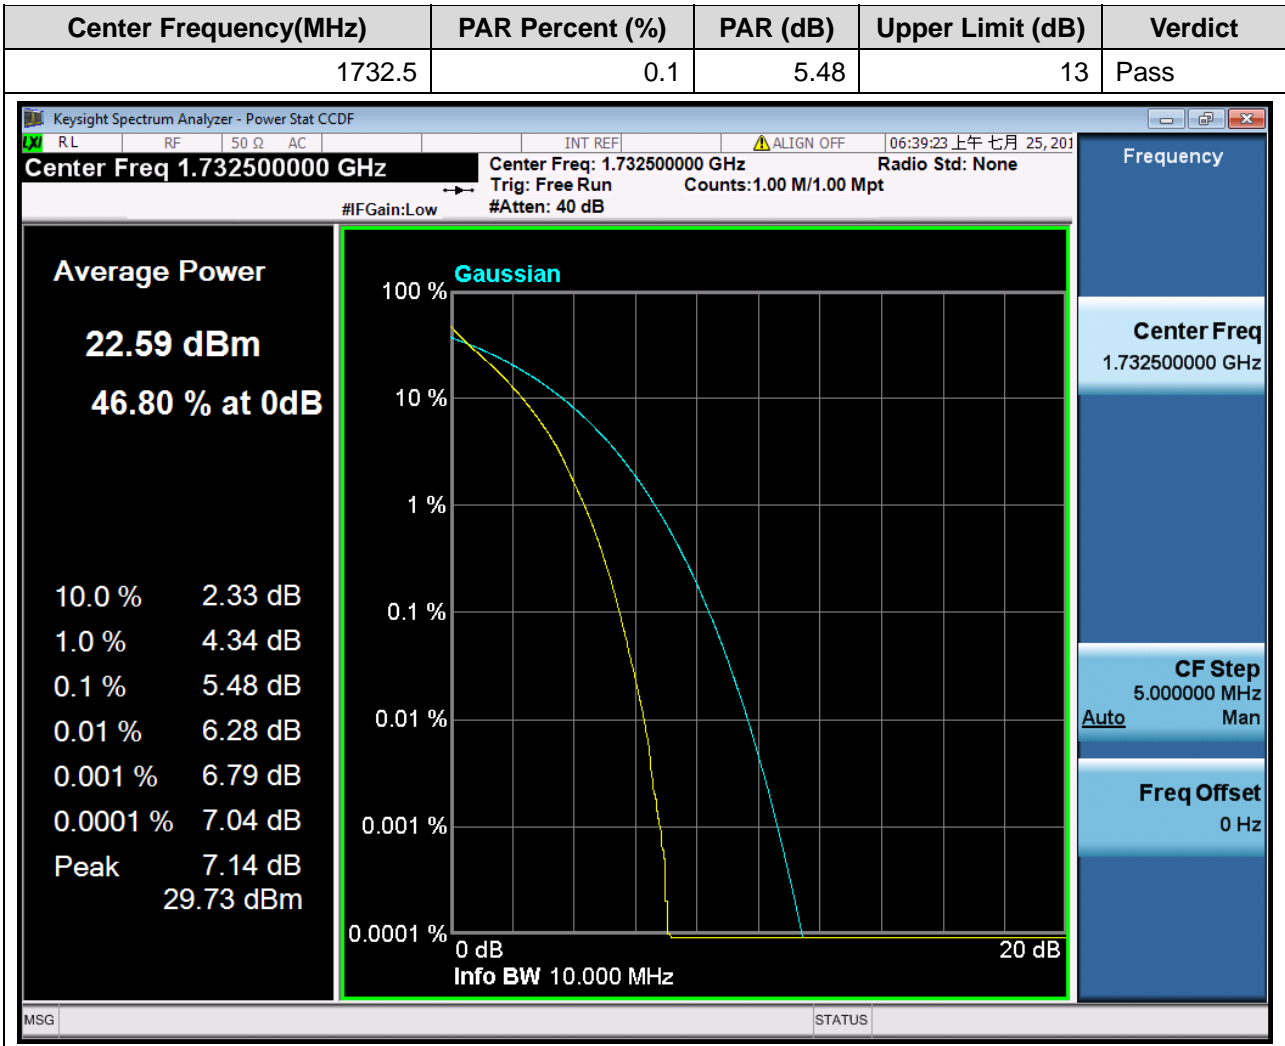 Center Frequency(MHz) PAR Percent (%) PAR (dB) Upper Limit (dB) Verdict
1732.5 0.1 5.48 13 Pass
Keysight Spectrum Analyzer - Power Stat CCDF
LXI RL RF 50 Ω AC INT REF ALIGN OFF 06:39:23 上午 七月 25, 201
Center Freq 1.732500000 GHz
Center Freq: 1.732500000 GHz Radio Std: None
Trig: Free Run Counts:1.00 M/1.00 Mpt
#IFGain:Low #Atten: 40 dB
Average Power
22.59 dBm
46.80 % at 0dB
10.0 % 2.33 dB
1.0 % 4.34 dB
0.1 % 5.48 dB
0.01 % 6.28 dB
0.001 % 6.79 dB
0.0001 % 7.04 dB
Peak 7.14 dB
29.73 dBm
Gaussian
100 %
10 %
1 %
0.1 %
0.01 %
0.001 %
0.0001 %
0 dB 20 dB
Info BW 10.000 MHz
Frequency
Center Freq
1.732500000 GHz
CF Step
5.000000 MHz
Auto Man
Freq Offset
0 Hz
MSG STATUS